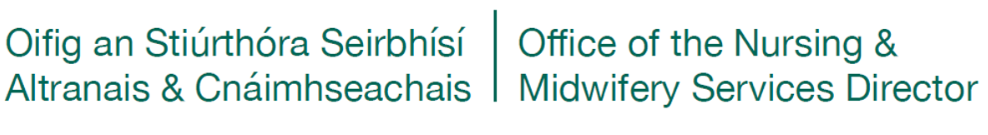 Oifig an Stiúrthóra Seirbhísí
Altranais & Cnáimhseachais
Office of the Nursing &
Midwifery Services Director